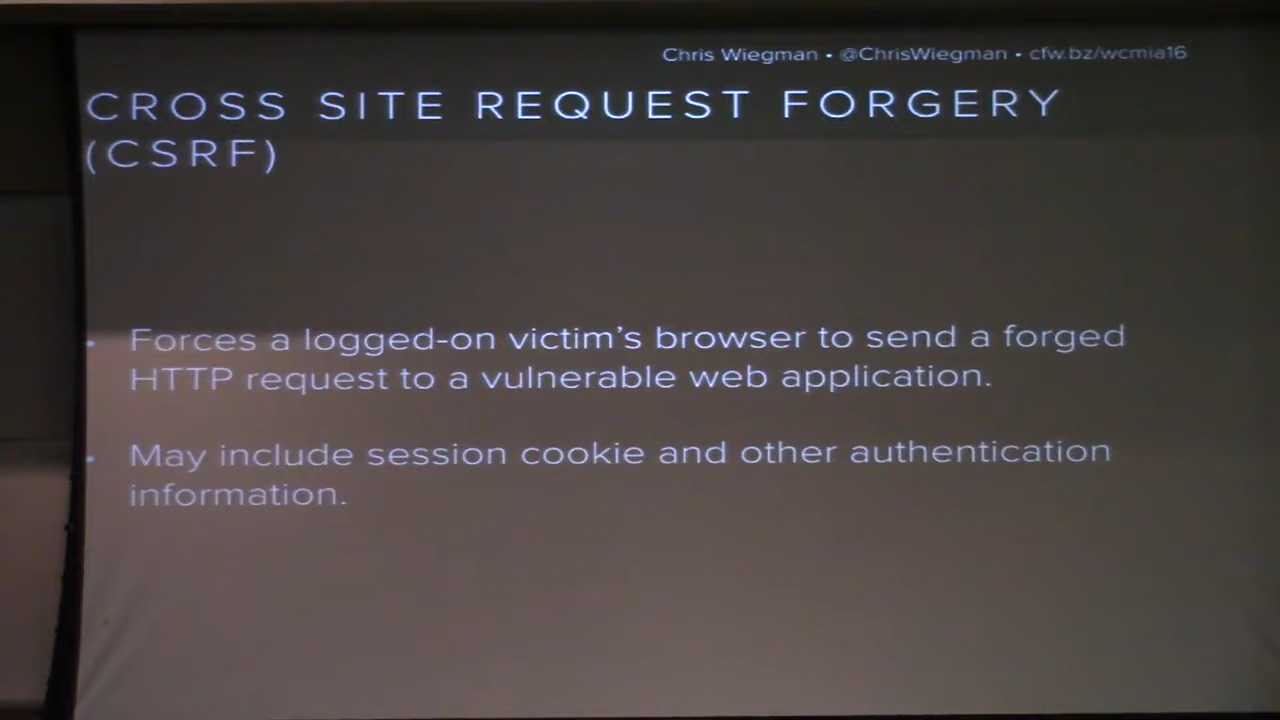 Chris Wiegman • @ChrisWiegman • cfw.bz/wcmia16
CROSS SITE REQUEST FORGERY
(CSRF)
• Forces a logged-on victim's browser to send a forged
HTTP request to a vulnerable web application.
• May include session cookie and other authentication
information.